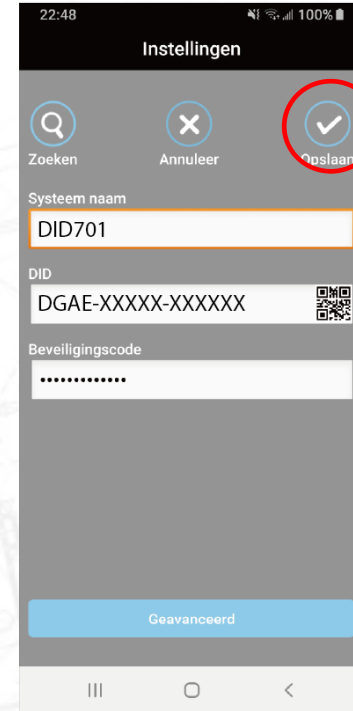 22:48 100%
Instellingen
Zoeken Annuleer Opslaan
Systeem naam
DID701
DID
DGAE-XXXXX-XXXXXX
Beveiligingscode
•••••••••••••
Geavanceerd